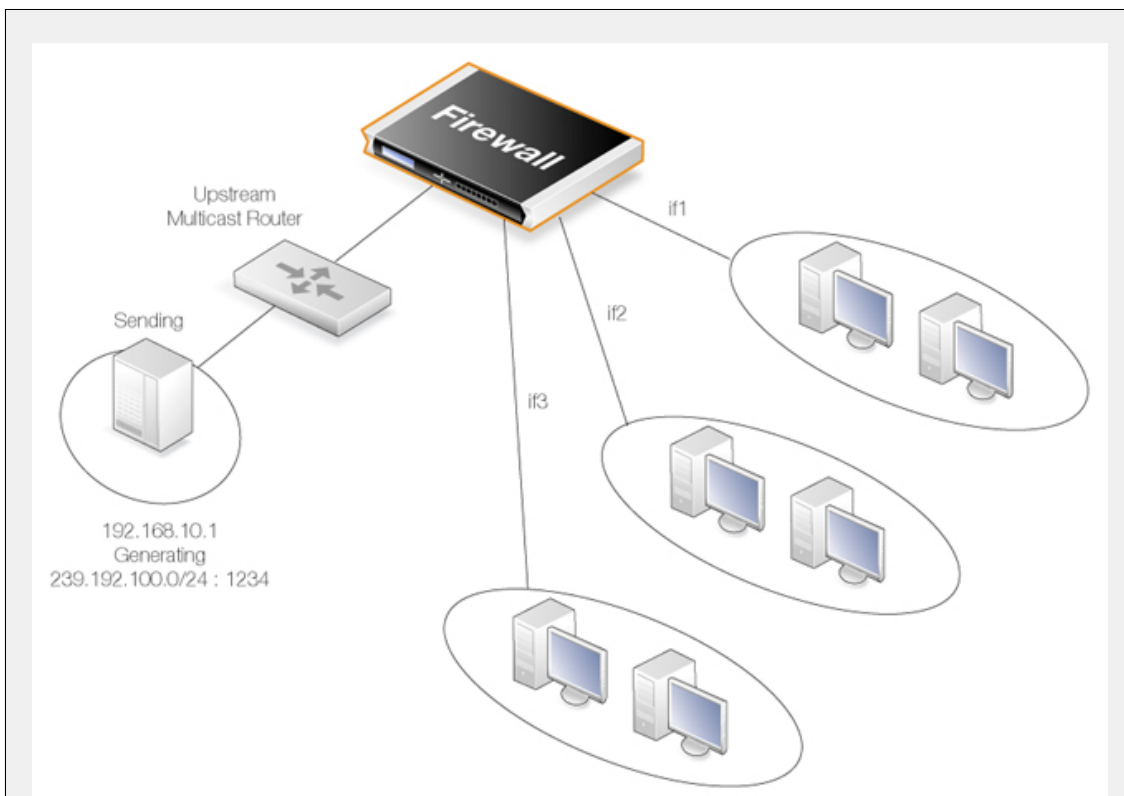 Firewall
Upstream
Multicast Router
if1
Sending
if2
if3
192.168.10.1
Generating
239.192.100.0/24 : 1234